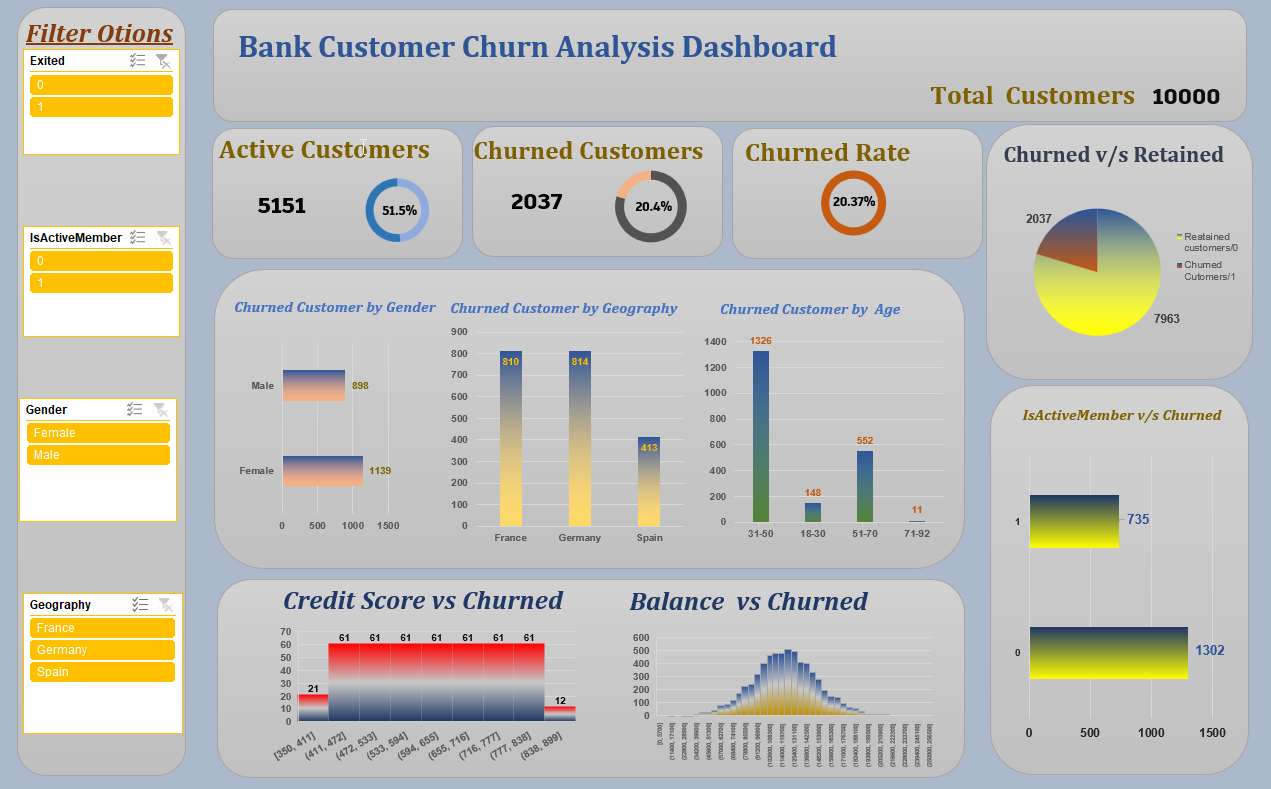 Filter Otions
Exited
0
1
IsActiveMember
0
1
Gender
Female
Male
Geography
France
Germany
Spain
Bank Customer Churn Analysis Dashboard
Total Customers 10000
Active Customers
5151
51.5%
Churned Customers
2037
20.4%
Churned Rate
20.37%
Churned v/s Retained
2037
7963
Reatained
customers/0
Churned
Cutomers/1
Churned Customer by Gender
Male
898
Female
1139
0 500 1000 1500
Churned Customer by Geography
900
800
700
600
500
400
300
200
100
0
810
814
413
France Germany Spain
Churned Customer by Age
1400
1200
1000
800
600
400
200
0
1326
148
552
11
31-50 18-30 51-70 71-92
IsActiveMember v/s Churned
1
735
0
1302
0 500 1000 1500
Credit Score vs Churned
70
60
50
40
30
20
10
0
21 61 61 61 61 61 61 61 12
[350, 411] (411, 472] (472, 533] (533, 594] (594, 655] (655, 716] (716, 777] (777, 838] (838, 899]
Balance vs Churned
600
500
400
300
200
100
0